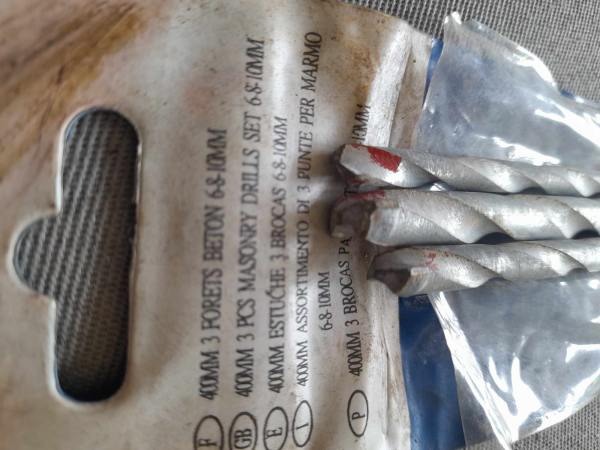 F 400MM 3 FORETS BETON 6-8-10MM
GB 400MM 3 PCS MASONRY DRILLS SET 6-8-10MM
E 400MM ESTUCHE 3 BROCAS 6-8-10MM
I 400MM ASSORTIMENTO DI 3 PUNTE PER MARMO
6-8-10MM
P 400MM 3 BROCAS